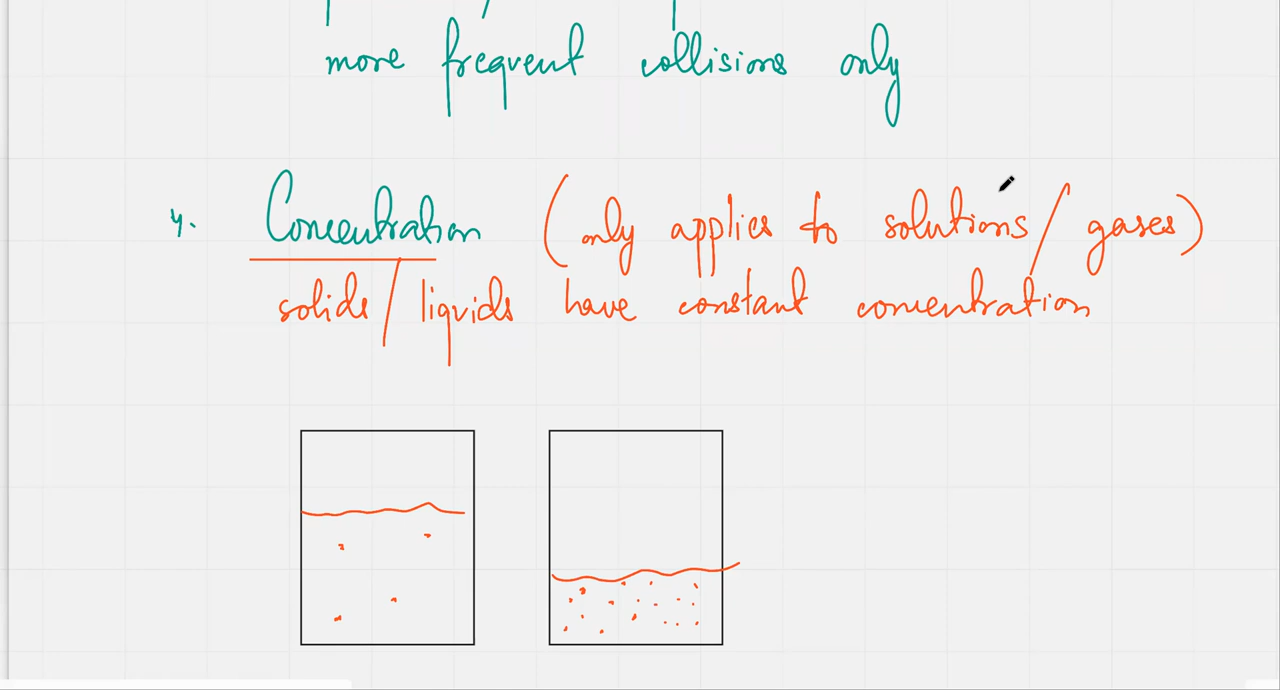 more frequent collisions only
4. Concentration (only applies to solutions/gases)
solids/liquids have constant concentration